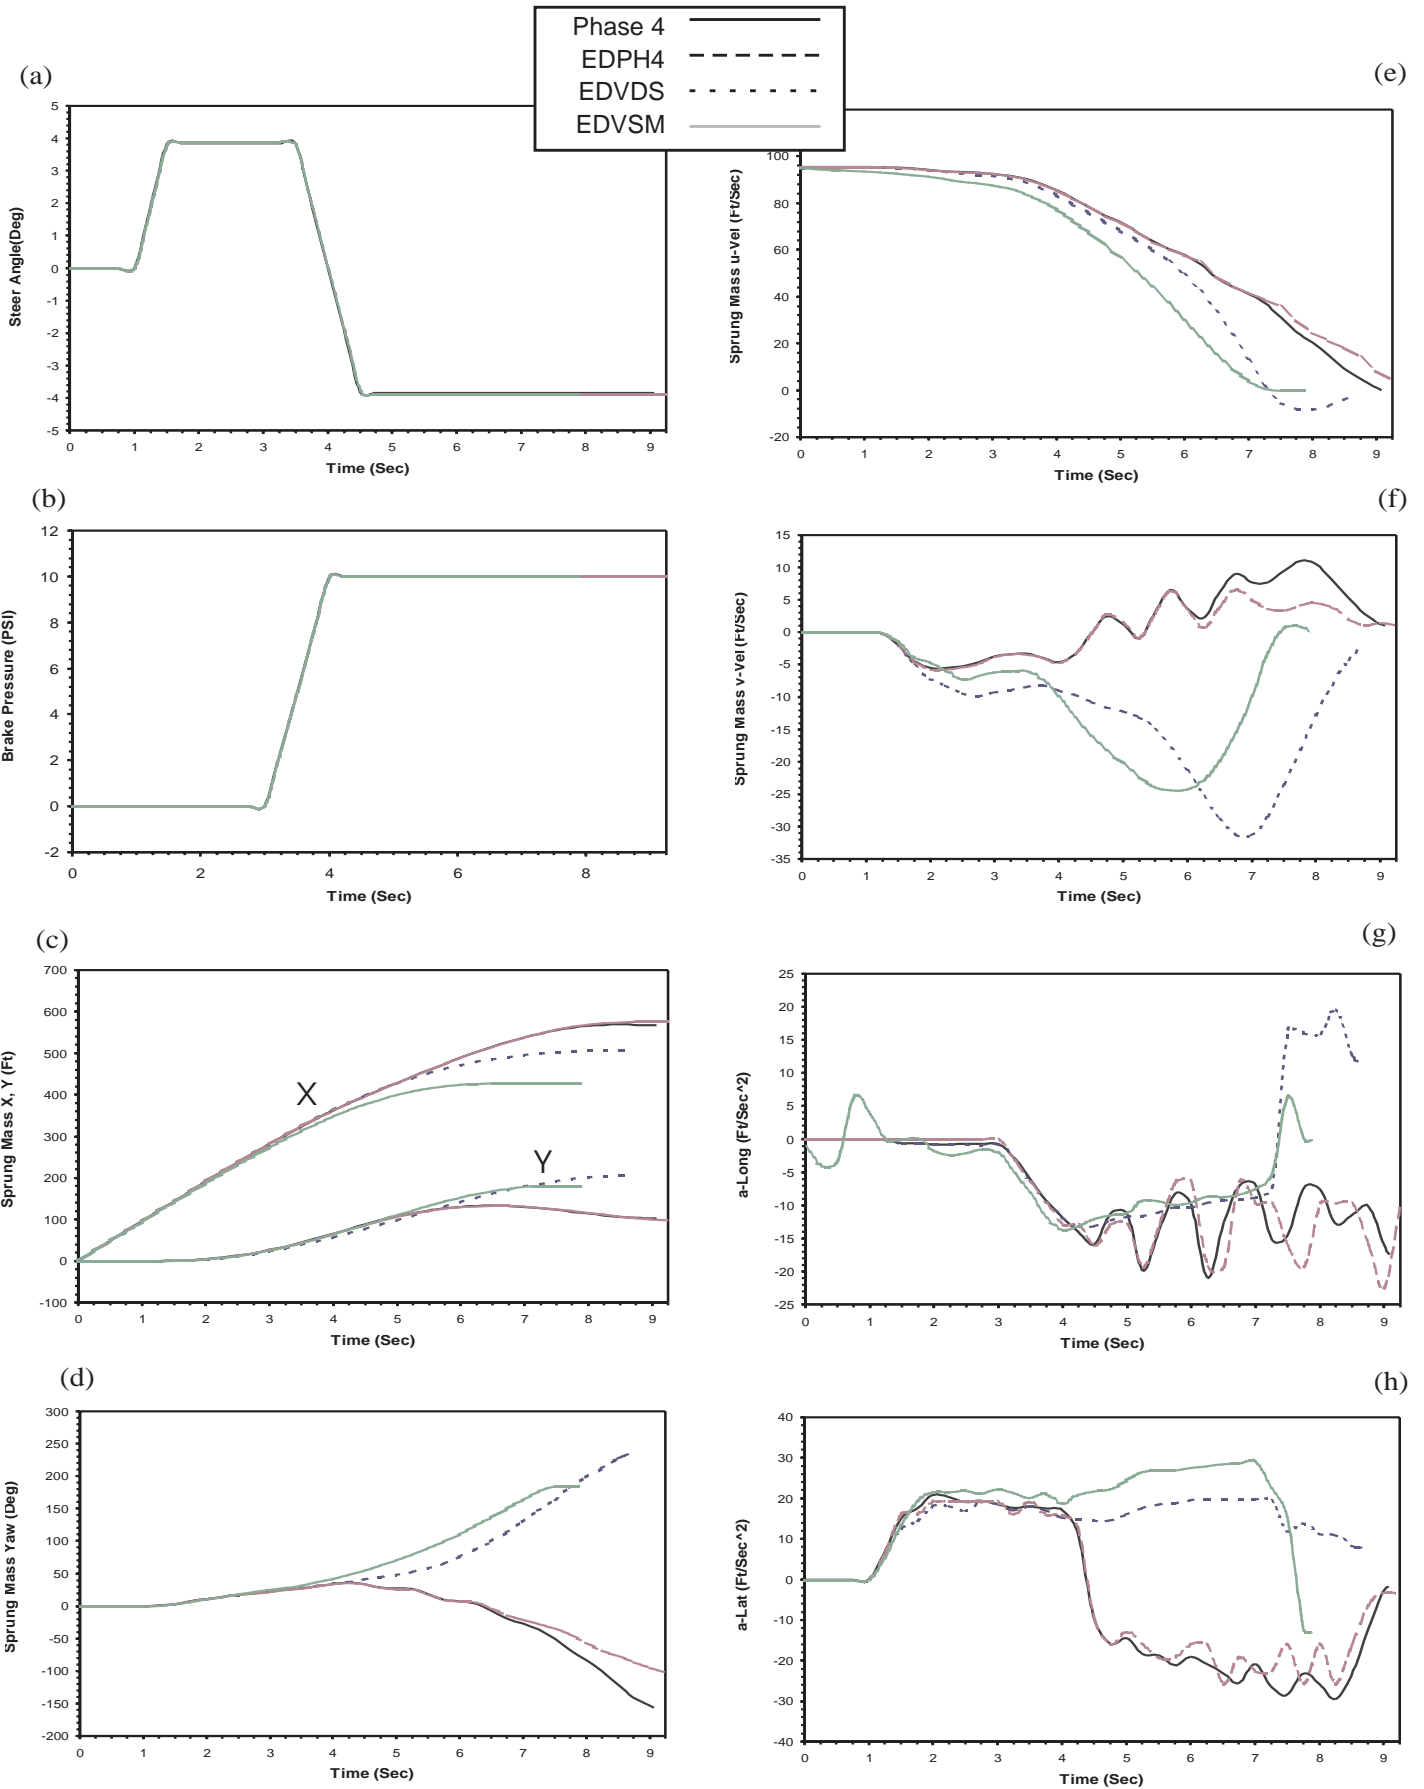 Phase 4
EDPH4
EDVDS
EDVSM
(a)
5
4
3
2
1
0
-1
-2
-3
-4
-5
Steer Angle(Deg)
0 1 2 3 4 5 6 7 8 9
Time (Sec)
(b)
12
10
8
6
4
2
0
-2
Brake Pressure (PSI)
0 2 4 6 8
Time (Sec)
(c)
700
600
500
400
300
200
100
0
-100
Sprung Mass X, Y (Ft)
X
Y
0 1 2 3 4 5 6 7 8 9
Time (Sec)
(d)
300
250
200
150
100
50
0
-50
-100
-150
-200
Sprung Mass Yaw (Deg)
0 1 2 3 4 5 6 7 8 9
Time (Sec)
(e)
100
80
60
40
20
0
-20
Sprung Mass u-Vel (Ft/Sec)
0 1 2 3 4 5 6 7 8 9
Time (Sec)
(f)
15
10
5
0
-5
-10
-15
-20
-25
-30
-35
Sprung Mass v-Vel (Ft/Sec)
0 1 2 3 4 5 6 7 8 9
Time (Sec)
(g)
25
20
15
10
5
0
-5
-10
-15
-20
-25
a-Long (Ft/Sec^2)
0 1 2 3 4 5 6 7 8 9
Time (Sec)
(h)
40
30
20
10
0
-10
-20
-30
-40
a-Lat (Ft/Sec^2)
0 1 2 3 4 5 6 7 8 9
Time (Sec)